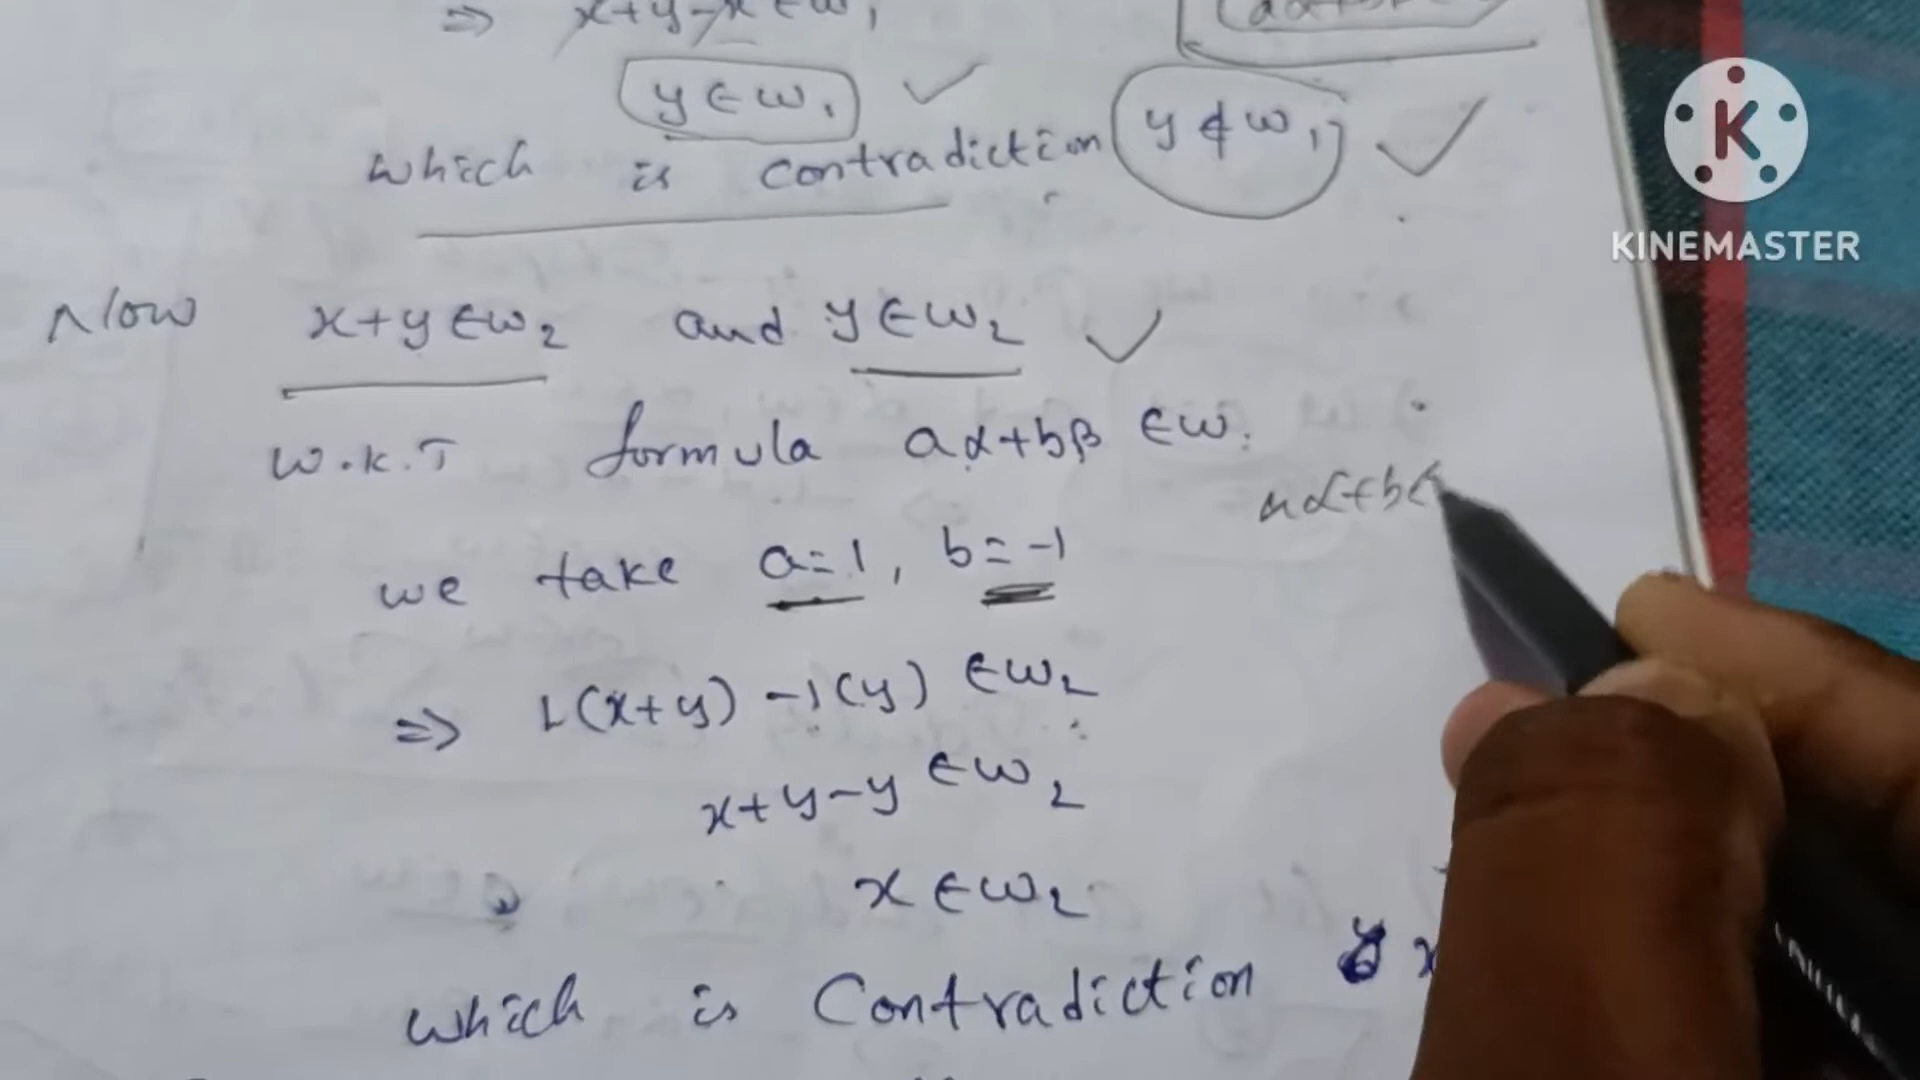 ⇒ x+y-x ∈ W₁
y ∈ W₁
which is contradiction y ∉ W₁
Now x+y ∈ W₂ and y ∈ W₂
W.K.T formula aα+bβ ∈ W.
we take a=1, b=-1
aα+b
⇒ 1(x+y) -1(y) ∈ W₂
x+y-y ∈ W₂
x ∈ W₂
which is Contradiction x
K
KINEMASTER